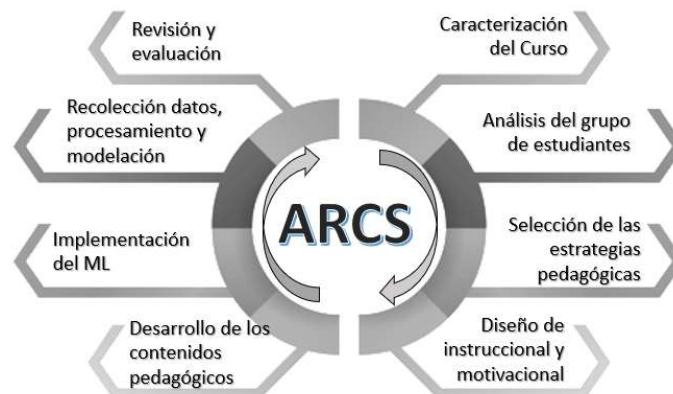 Revisión y
evaluación
Recolección datos,
procesamiento y
modelación
Implementación
del ML
Desarrollo de los
contenidos
pedagógicos
ARCS
Caracterización
del Curso
Análisis del grupo
de estudiantes
Selección de las
estrategias
pedagógicas
Diseño de
instruccional y
motivacional